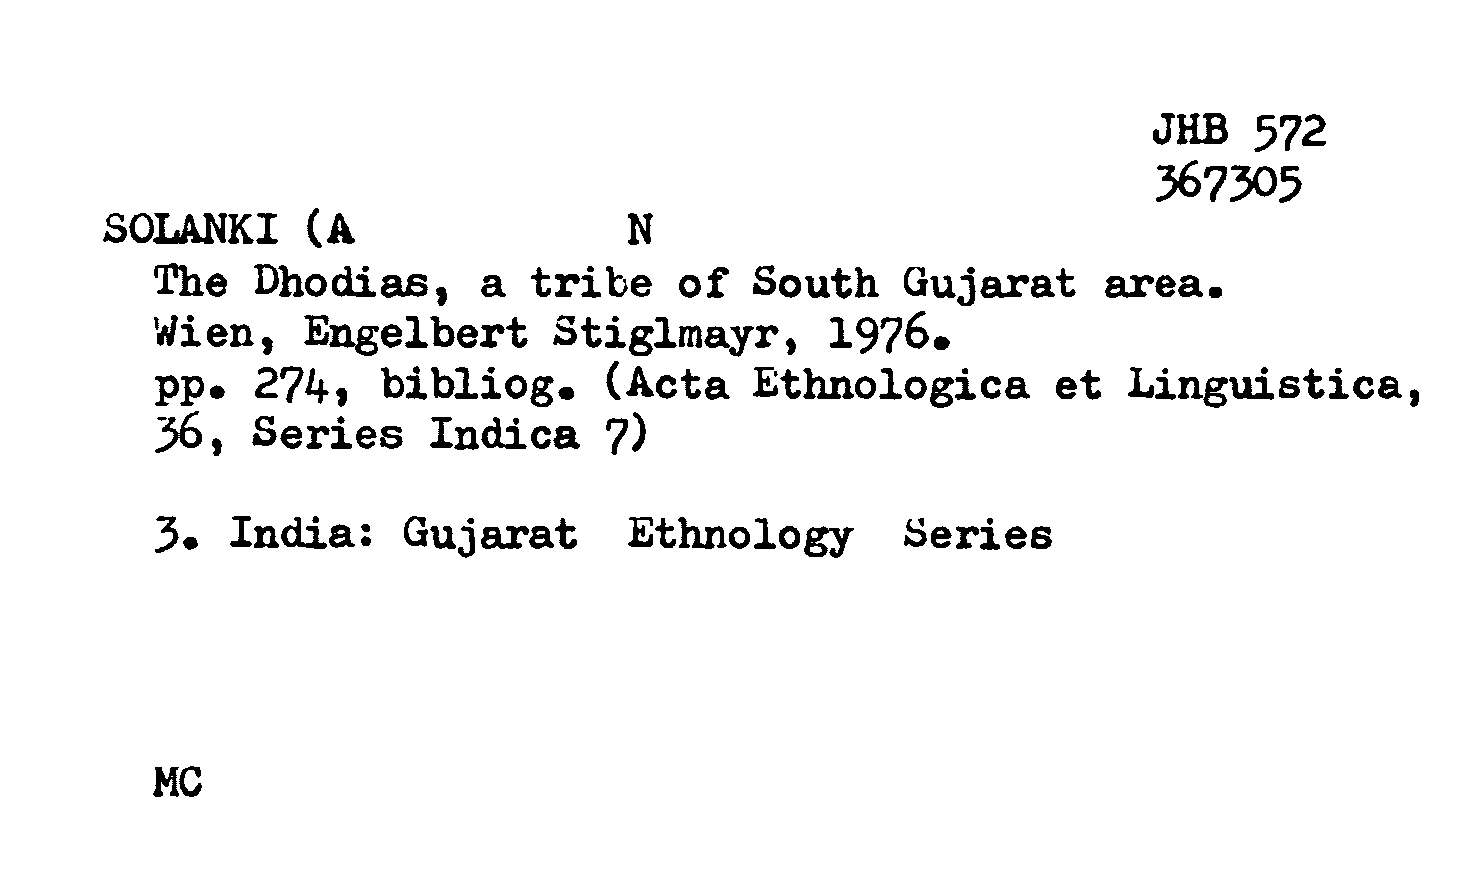 JHB 572
367305
SOLANKI (A N
The Dhodias, a tribe of South Gujarat area.
Wien, Engelbert Stiglmayr, 1976.
pp. 274, bibliog. (Acta Ethnologica et Linguistica,
36, Series Indica 7)
3. India: Gujarat Ethnology Series
MC